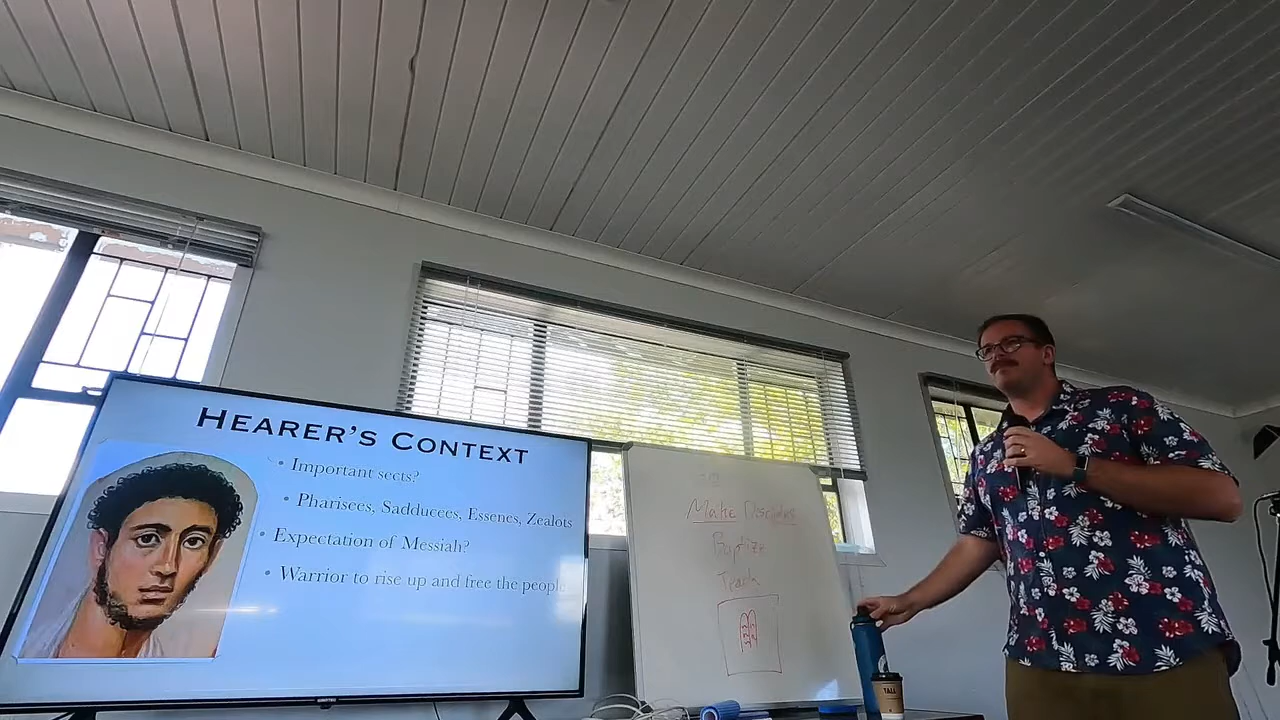 HEARER'S CONTEXT
• Important sects?
• Pharisees, Sadducees, Essenes, Zealots
• Expectation of Messiah?
• Warrior to rise up and free the people
Make Disciples
Baptize
Teach
TALL